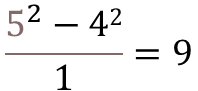 5² − 4²
1
= 9